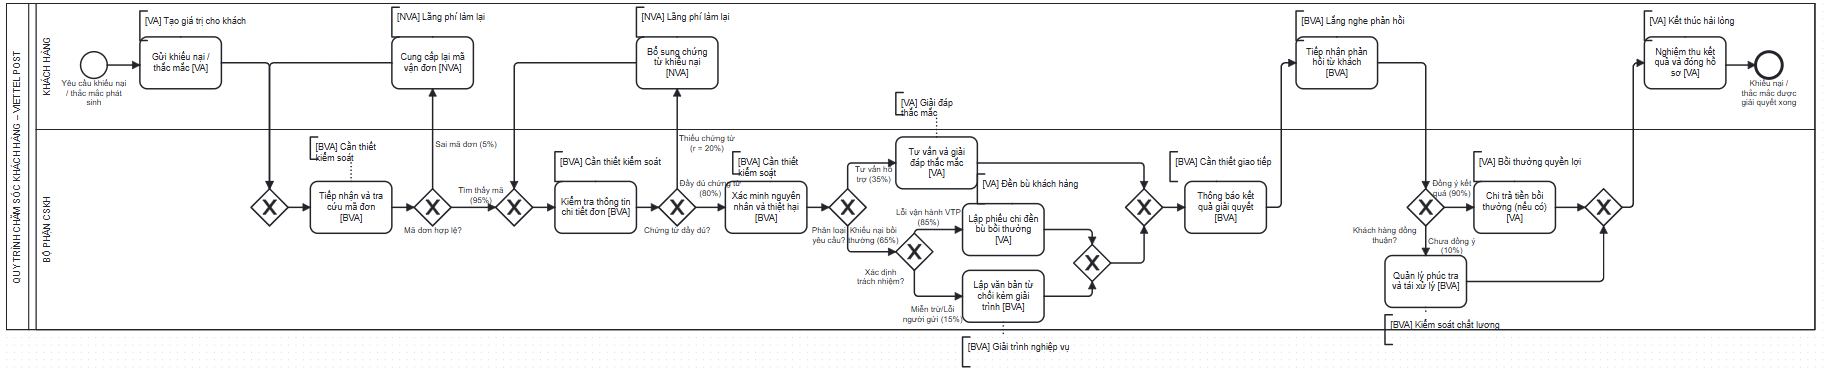 QUY TRÌNH CHĂM SÓC KHÁCH HÀNG – VIETTEL POST
KHÁCH HÀNG
BỘ PHẬN CSKH
Yêu cầu khiếu nại
/ thắc mắc phát
sinh
[VA] Tạo giá trị cho khách
Gửi khiếu nại /
thắc mắc [VA]
[NVA] Lãng phí làm lại
Cung cấp lại mã
vận đơn [NVA]
[NVA] Lãng phí làm lại
Bổ sung chứng
từ khiếu nại
[NVA]
[BVA] Lắng nghe phản hồi
Tiếp nhận phản
hồi từ khách
[BVA]
[VA] Kết thúc hài lòng
Nghiệm thu kết
quả và đóng hồ
sơ [VA]
Khiếu nại /
thắc mắc được
giải quyết xong
[BVA] Cần thiết
kiểm soát
Tiếp nhận và tra
cứu mã đơn
[BVA]
Sai mã đơn (5%)
Mã đơn hợp lệ?
Tìm thấy mã
(95%)
[BVA] Cần thiết kiểm soát
Kiểm tra thông tin
chi tiết đơn [BVA]
Thiếu chứng từ
(r = 20%)
Chứng từ đầy đủ?
Đầy đủ chứng từ
(80%)
[BVA] Cần thiết
kiểm soát
Xác minh nguyên
nhân và thiệt hại
[BVA]
Phân loại
yêu cầu?
Tư vấn hỗ
trợ (35%)
Khiếu nại bồi
thường (65%)
[VA] Giải đáp
thắc mắc
Tư vấn và giải
đáp thắc mắc
[VA]
Xác định
trách nhiệm?
Lỗi vận hành VTP
(85%)
[VA] Đền bù khách hàng
Lập phiếu chi đền
bù bồi thường
[VA]
Miễn trừ/Lỗi
người gửi (15%)
Lập văn bản từ
chối kèm giải
trình [BVA]
[BVA] Giải trình nghiệp vụ
[BVA] Cần thiết giao tiếp
Thông báo kết
quả giải quyết
[BVA]
Khách hàng đồng
thuận?
Đồng ý kết
quả (90%)
[VA] Bồi thường quyền lợi
Chi trả tiền bồi
thường (nếu có)
[VA]
Chưa đồng ý
(10%)
Quản lý phúc tra
và tái xử lý [BVA]
[BVA] Kiểm soát chất lượng